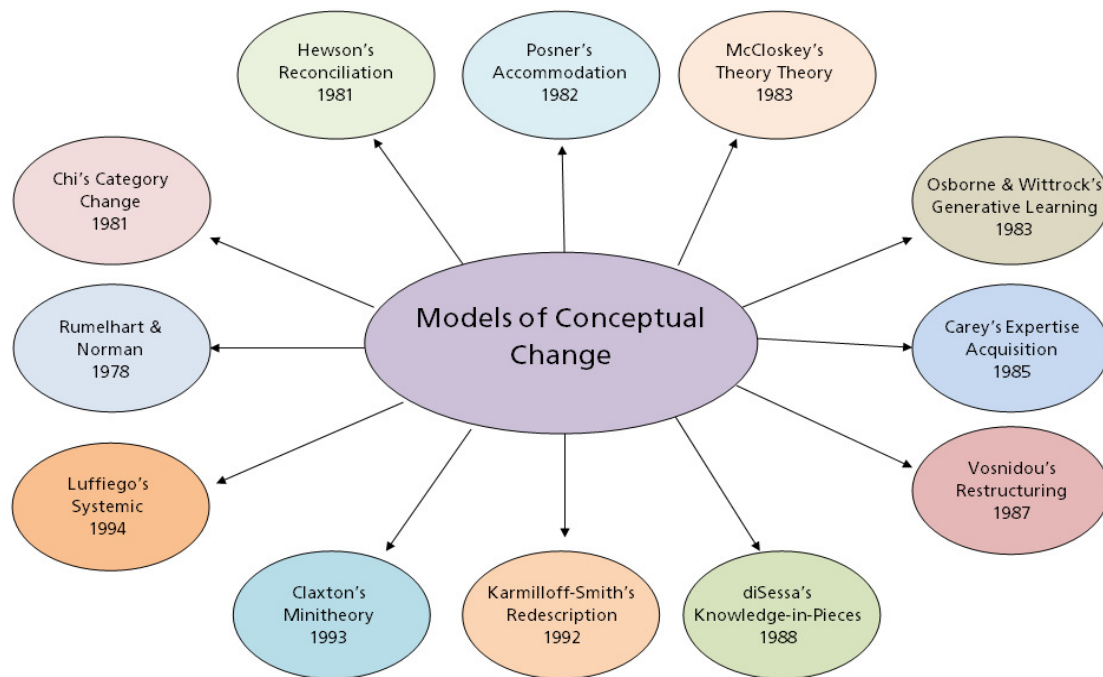 Hewson's
Reconciliation
1981
Posner's
Accommodation
1982
McCloskey's
Theory Theory
1983
Chi's Category
Change
1981
Osborne & Wittrock's
Generative Learning
1983
Models of Conceptual
Change
Rumelhart &
Norman
1978
Carey's Expertise
Acquisition
1985
Luffiego's
Systemic
1994
Vosnidou's
Restructuring
1987
Claxton's
Minitheory
1993
Karmilloff-Smith's
Redescription
1992
diSessa's
Knowledge-in-Pieces
1988